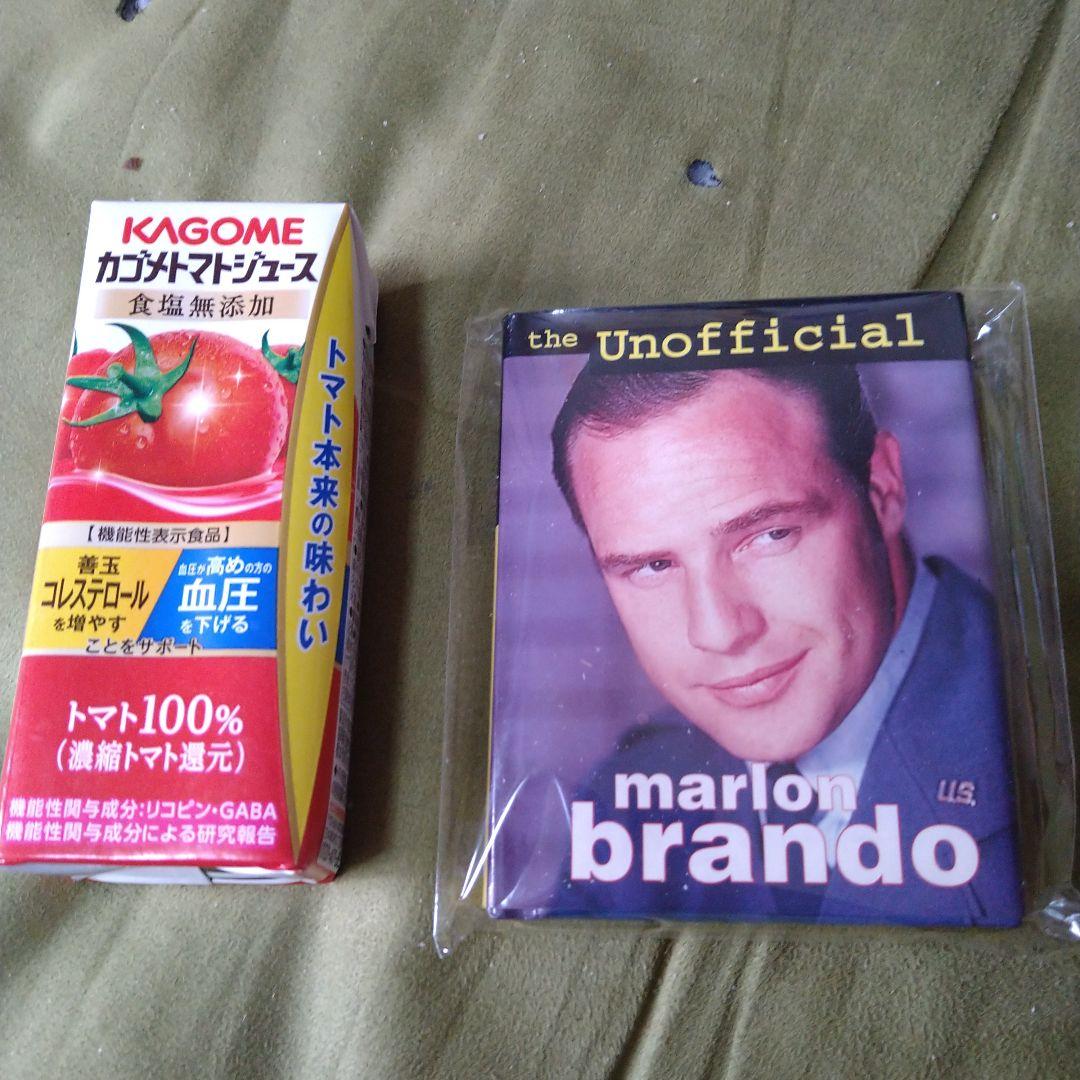 KAGOME
カゴメトマトジュース
食塩無添加
トマト本来の味わい
【機能性表示食品】
善玉
コレステロール
を増やす
血圧が高めの方の
血圧
を下げる
ことをサポート
トマト100%
(濃縮トマト還元)
機能性関与成分:リコピン・GABA
機能性関与成分による研究報告
the Unofficial
marlon
brando
U.S.